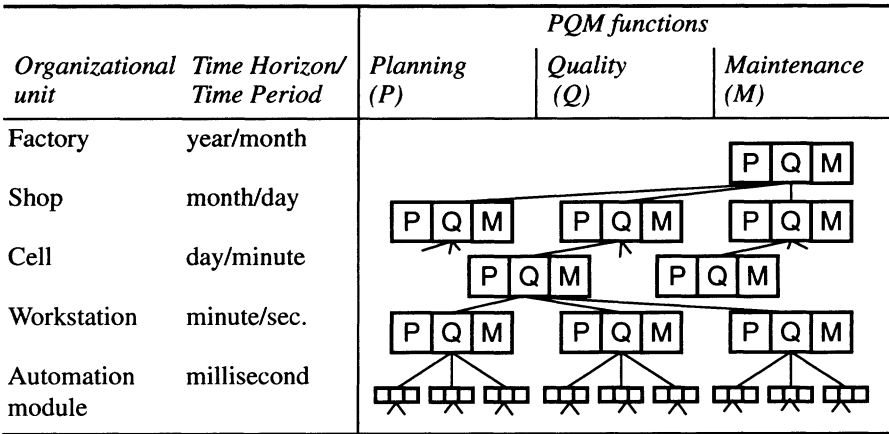 PQM functions
Organizational Time Horizon/ Planning Quality Maintenance
unit Time Period (P) (Q) (M)
Factory year/month
P Q M
Shop month/day
P Q M P Q M P Q M
Cell day/minute
P Q M P Q M
Workstation minute/sec.
P Q M P Q M P Q M
Automation millisecond
module